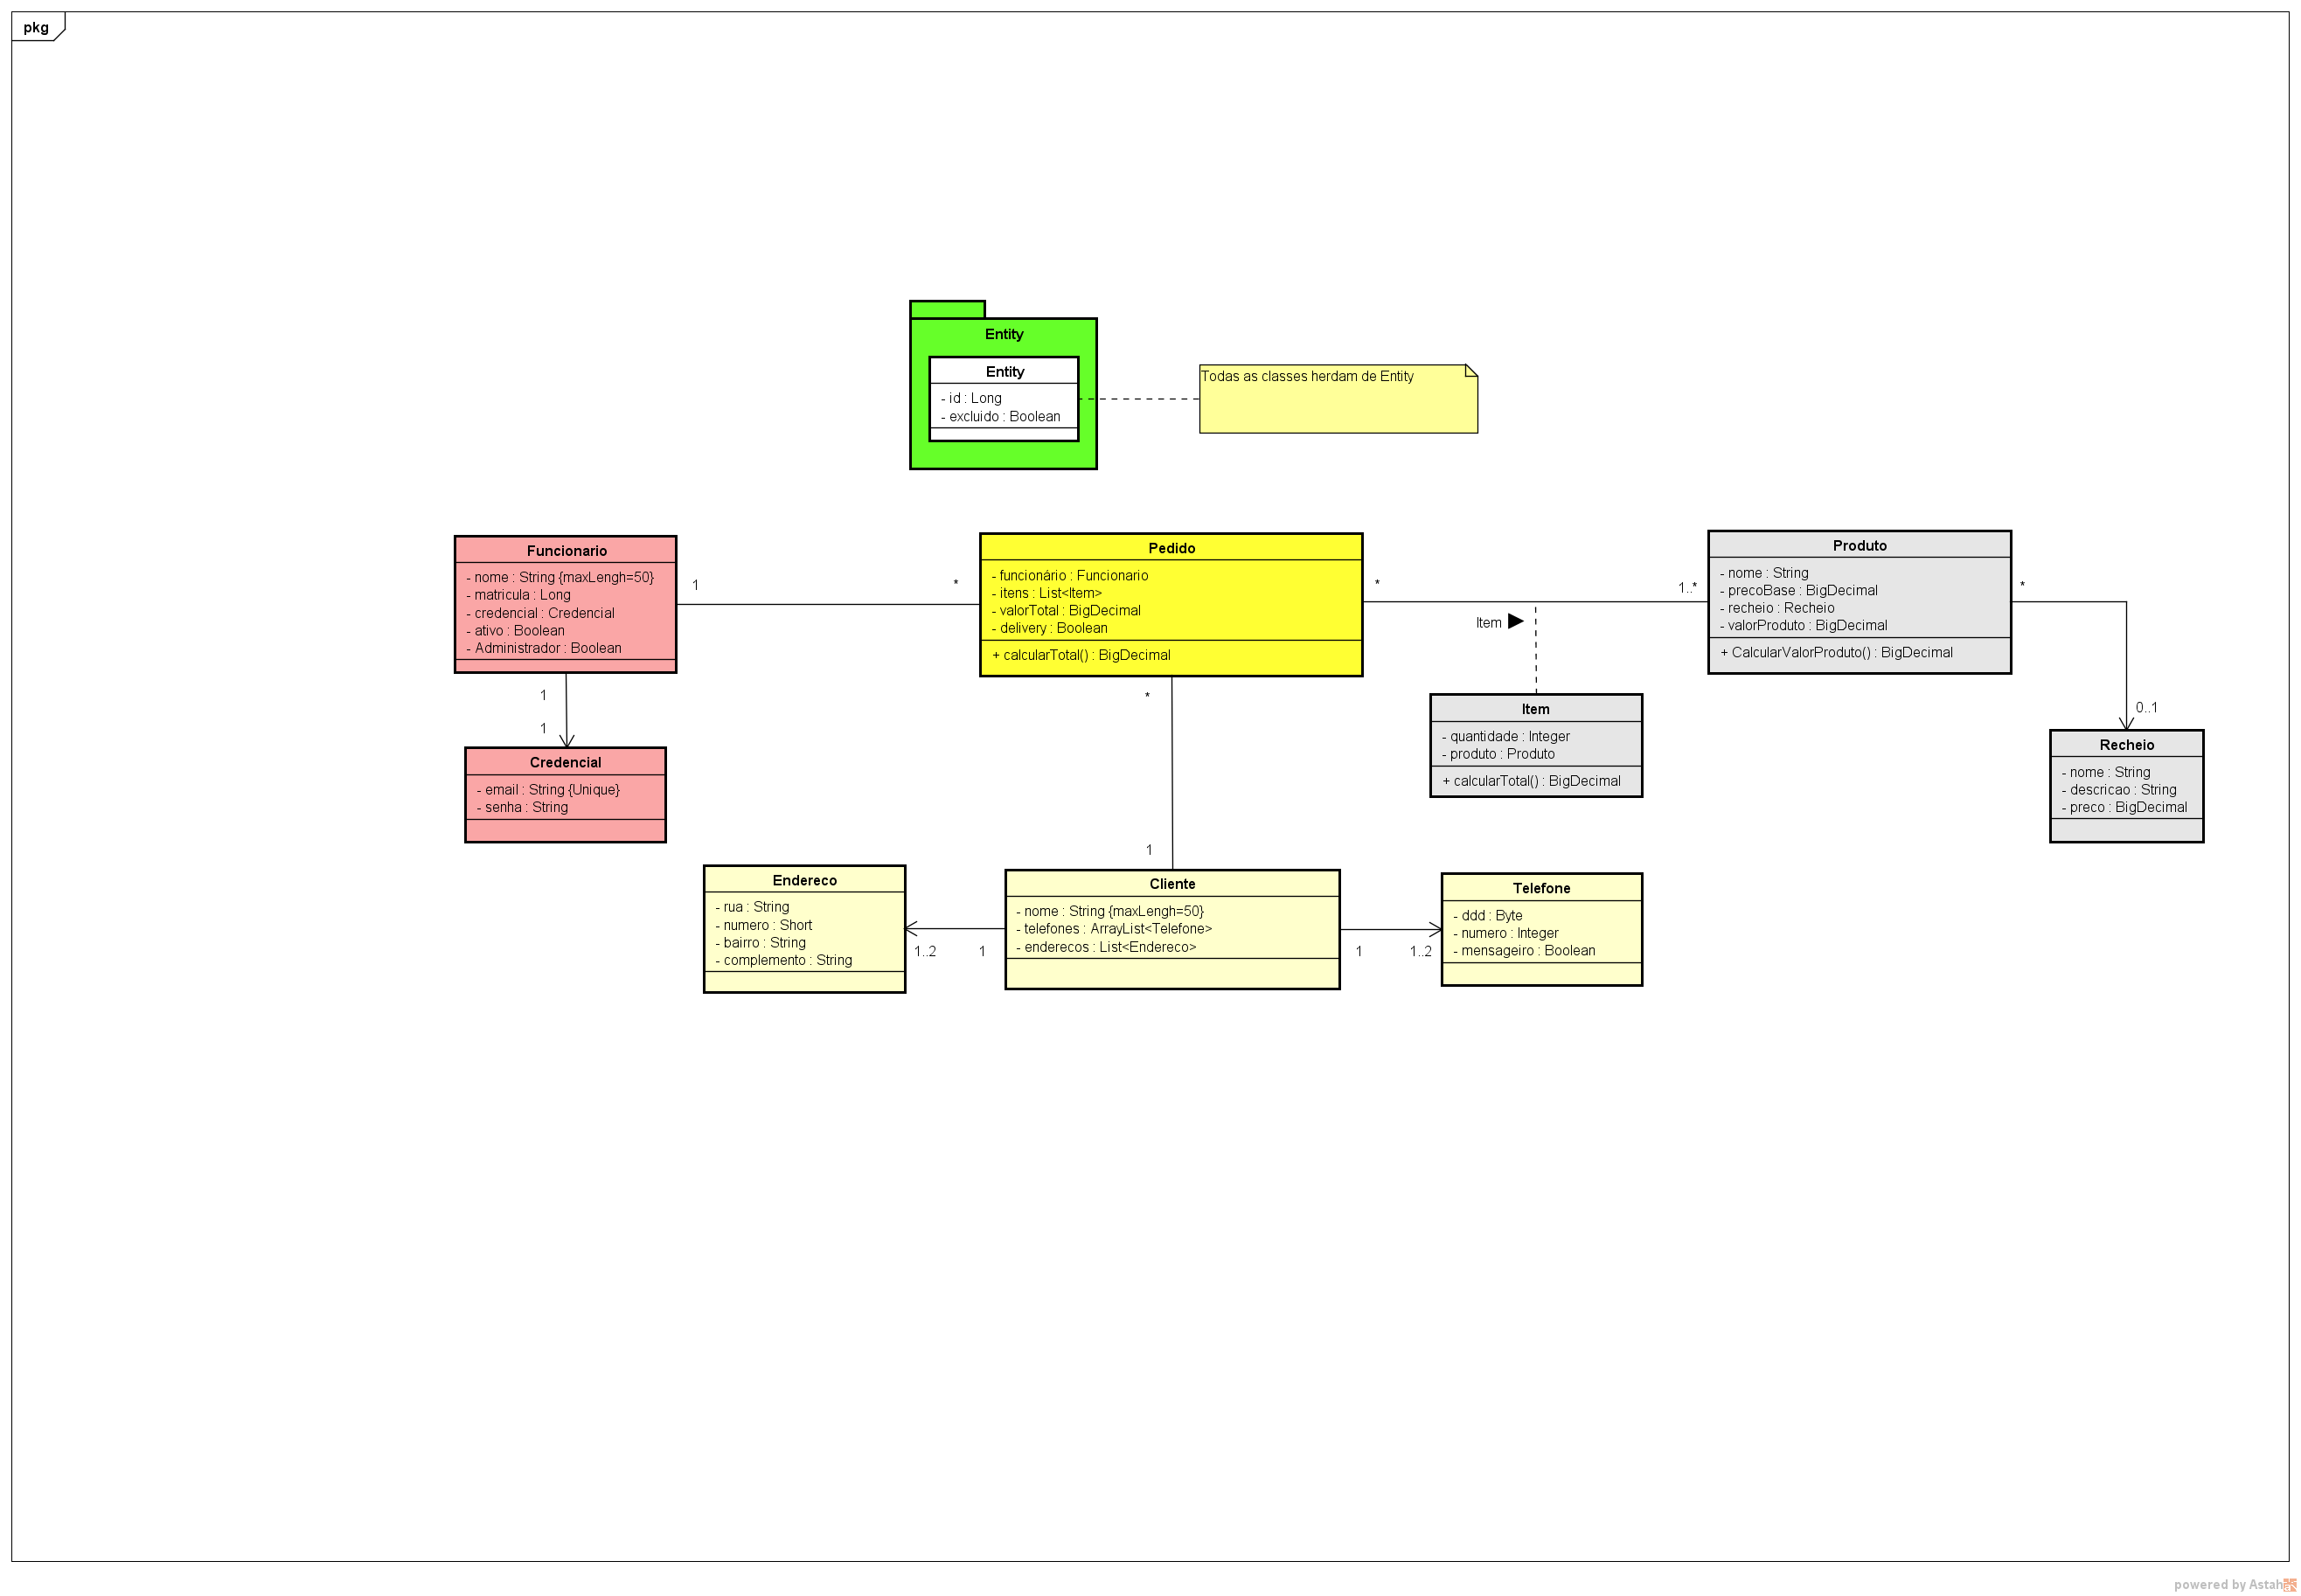 pkg
Entity
Entity
- id : Long
- excluido : Boolean
Todas as classes herdam de Entity
Funcionario
- nome : String {maxLengh=50}
- matricula : Long
- credencial : Credencial
- ativo : Boolean
- Administrador : Boolean
1
*
Pedido
- funcionário : Funcionario
- itens : List<Item>
- valorTotal : BigDecimal
- delivery : Boolean
+ calcularTotal() : BigDecimal
*
1..*
Item ▶
Produto
- nome : String
- precoBase : BigDecimal
- recheio : Recheio
- valorProduto : BigDecimal
+ CalcularValorProduto() : BigDecimal
*
0..1
1
1
Credencial
- email : String {Unique}
- senha : String
*
1
Item
- quantidade : Integer
- produto : Produto
+ calcularTotal() : BigDecimal
Recheio
- nome : String
- descricao : String
- preco : BigDecimal
Endereco
- rua : String
- numero : Short
- bairro : String
- complemento : String
1..2
1
Cliente
- nome : String {maxLengh=50}
- telefones : ArrayList<Telefone>
- enderecos : List<Endereco>
1
1..2
Telefone
- ddd : Byte
- numero : Integer
- mensageiro : Boolean
powered by Astah